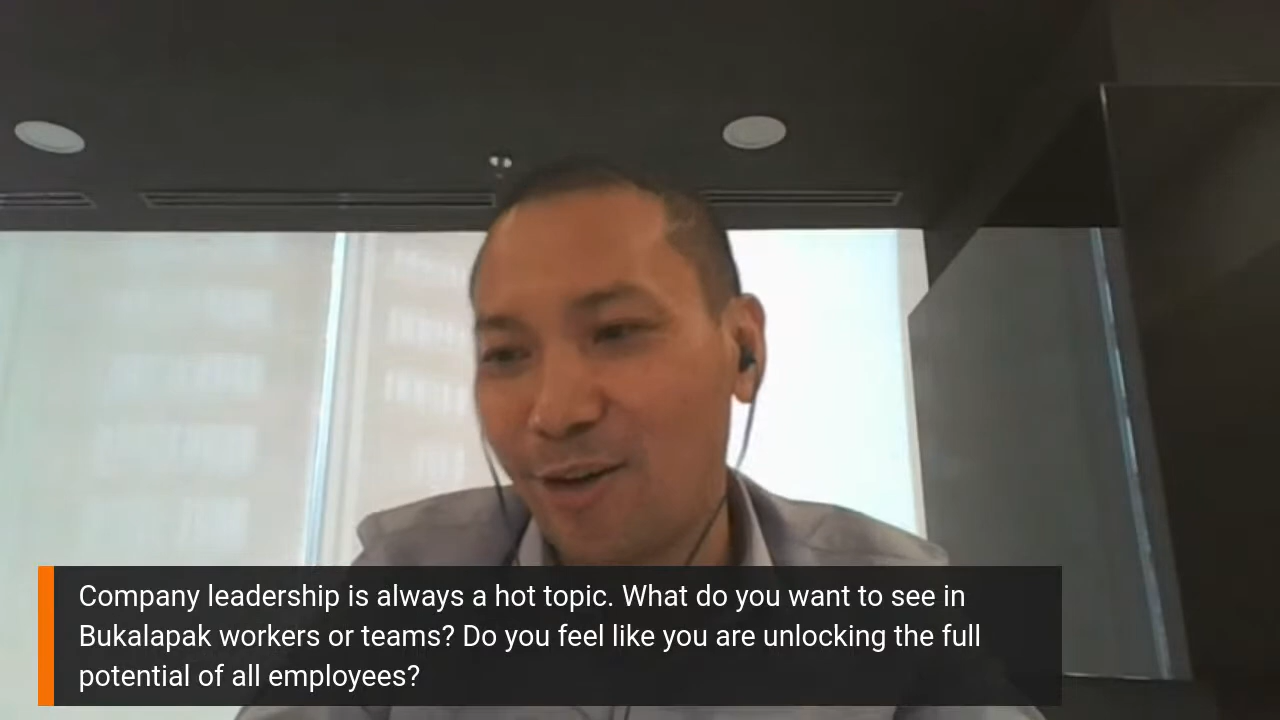 Company leadership is always a hot topic. What do you want to see in
Bukalapak workers or teams? Do you feel like you are unlocking the full
potential of all employees?